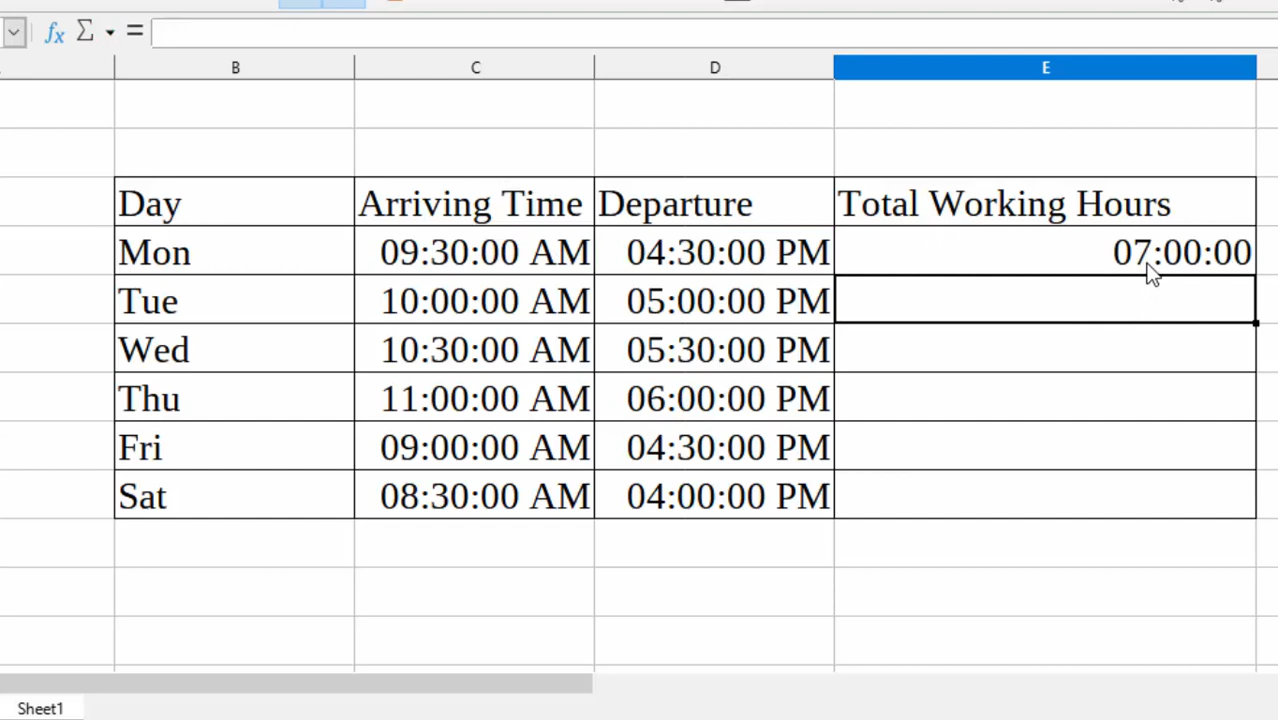 fx Σ =
B C D E
Day Arriving Time Departure Total Working Hours
Mon 09:30:00 AM 04:30:00 PM 07:00:00
Tue 10:00:00 AM 05:00:00 PM
Wed 10:30:00 AM 05:30:00 PM
Thu 11:00:00 AM 06:00:00 PM
Fri 09:00:00 AM 04:30:00 PM
Sat 08:30:00 AM 04:00:00 PM
Sheet1